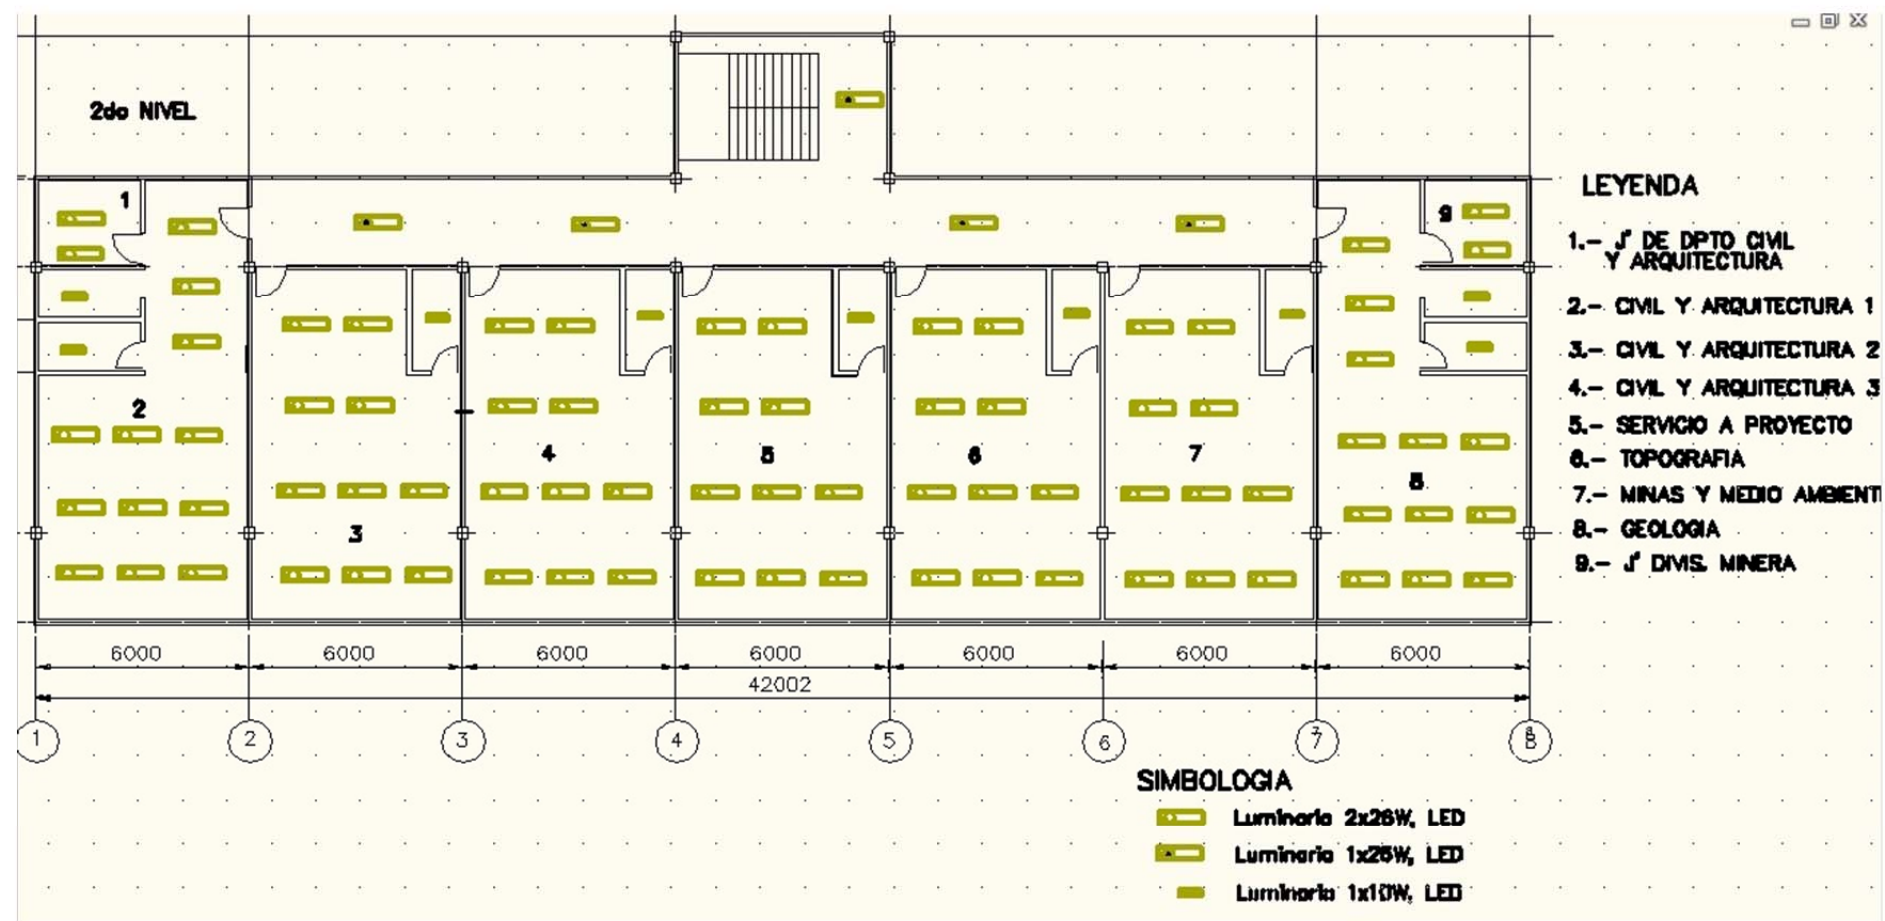 2do NIVEL
1
9
2
3
4
5
6
7
8
LEYENDA
1.- J' DE DPTO CIVIL
Y ARQUITECTURA
2.- CIVIL Y ARQUITECTURA 1
3.- CIVIL Y ARQUITECTURA 2
4.- CIVIL Y ARQUITECTURA 3
5.- SERVICIO A PROYECTO
6.- TOPOGRAFIA
7.- MINAS Y MEDIO AMBIENT
8.- GEOLOGIA
9.- J' DIVIS. MINERA
6000 6000 6000 6000 6000 6000 6000
42002
1 2 3 4 5 6 7 8
SIMBOLOGIA
Luminaria LED
Luminaria LED
Luminaria 1x10W, LED